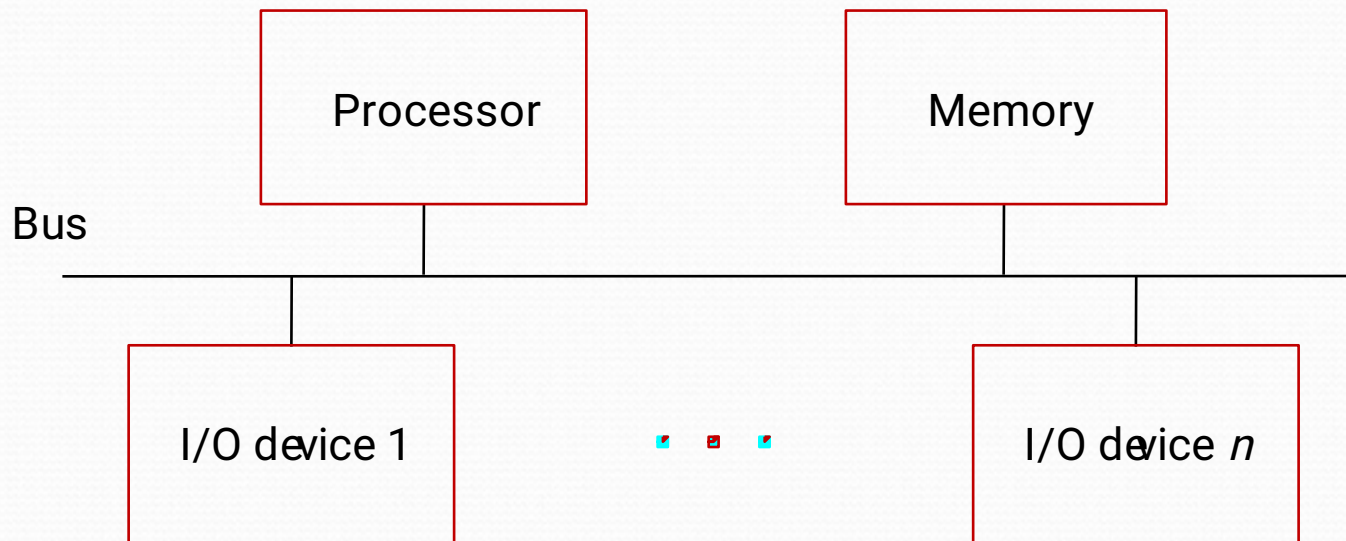 Processor
Memory
Bus
I/O device 1
I/O device n